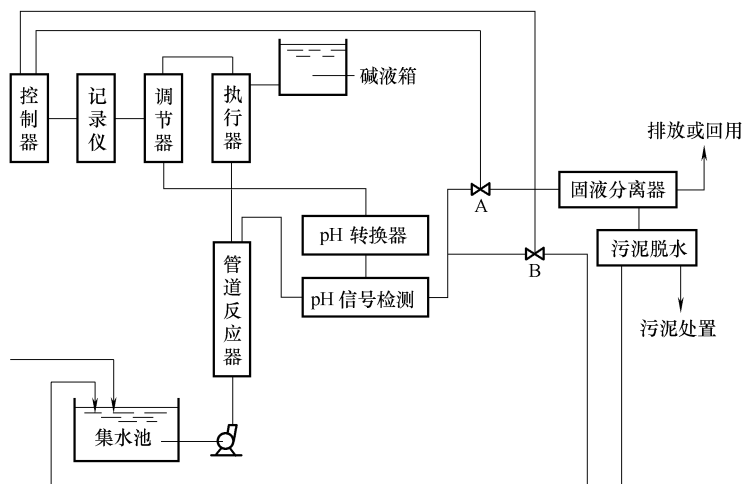 控制器
记录仪
调节器
执行器
碱液箱
排放或回用
A
固液分离器
pH 转换器
污泥脱水
B
管道反应器
pH 信号检测
污泥处置
集水池